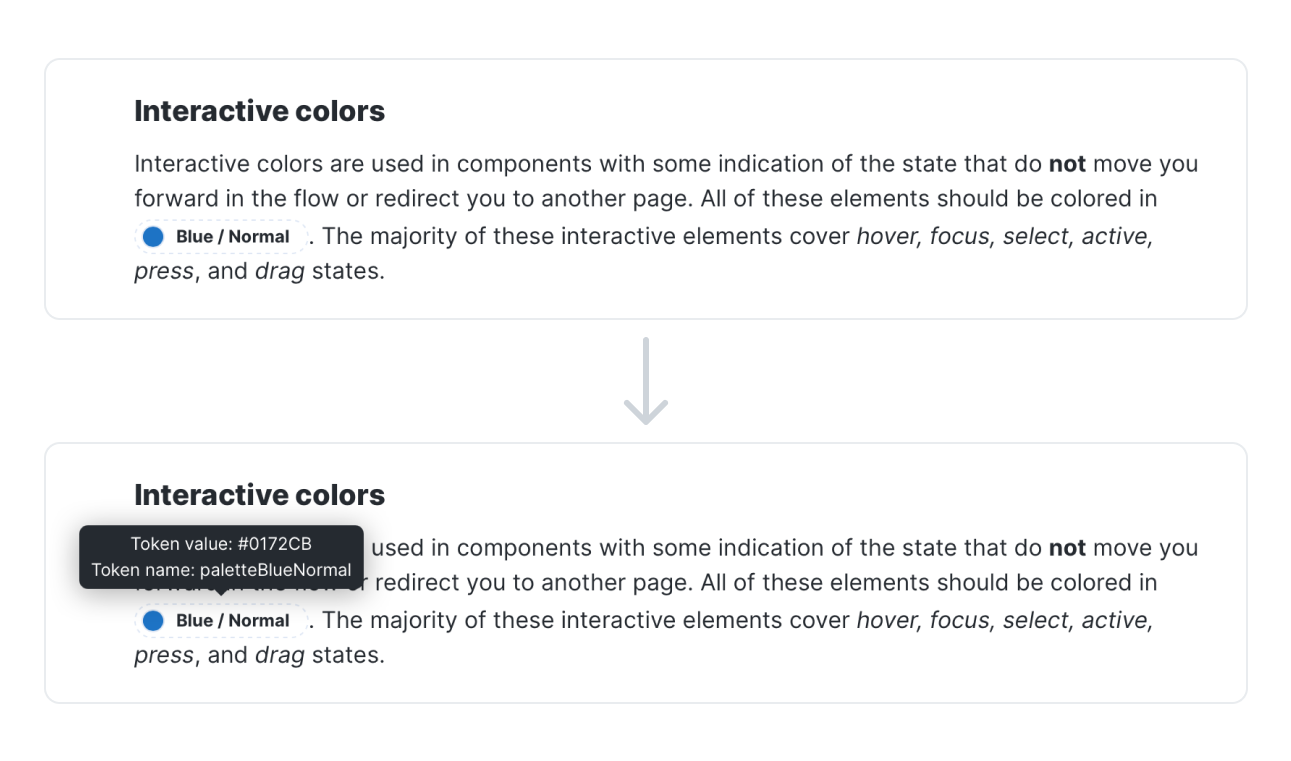 Interactive colors
Interactive colors are used in components with some indication of the state that do not move you
forward in the flow or redirect you to another page. All of these elements should be colored in
Blue / Normal . The majority of these interactive elements cover hover, focus, select, active,
press, and drag states.
Interactive colors
Token value: #0172CB
Token name: paletteBlueNormal
used in components with some indication of the state that do not move you
redirect you to another page. All of these elements should be colored in
Blue / Normal . The majority of these interactive elements cover hover, focus, select, active,
press, and drag states.